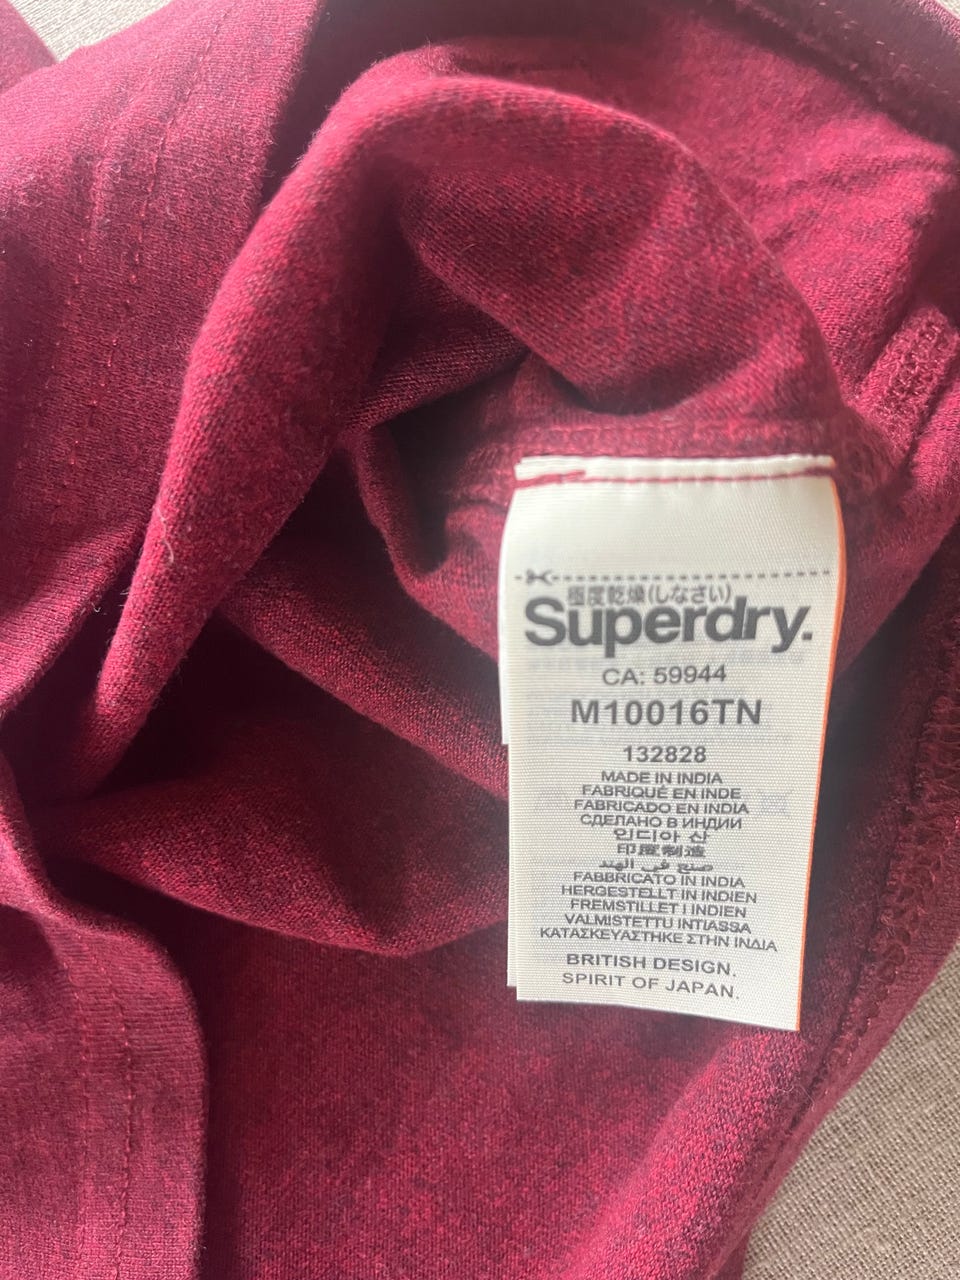 極度乾燥(しなさい)
Superdry.
CA: 59944
M10016TN
132828
MADE IN INDIA
FABRIQUÉ EN INDE
FABRICADO EN INDIA
СДЕЛАНО В ИНДИИ
인디아 산
印度制造
صنع في الهند
FABBRICATO IN INDIA
HERGESTELLT IN INDIEN
FREMSTILLET I INDIEN
VALMISTETTU INTIASSA
ΚΑΤΑΣΚΕΥΑΣΤΗΚΕ ΣΤΗΝ ΙΝΔΙΑ
BRITISH DESIGN.
SPIRIT OF JAPAN.